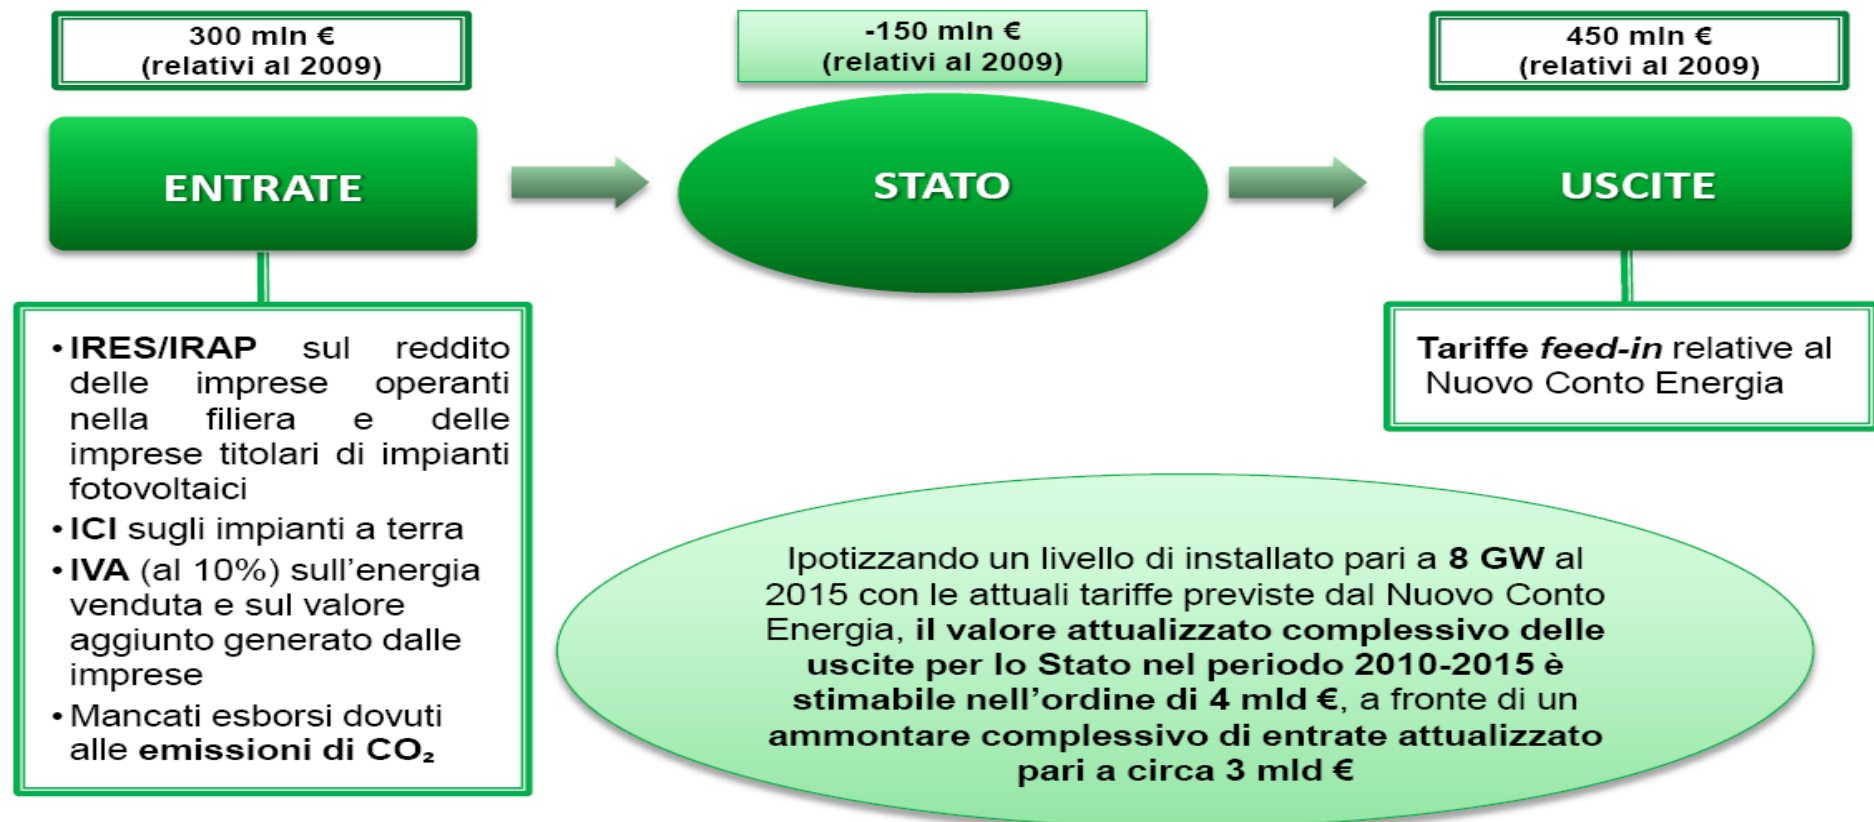 300 mln €
(relativi al 2009)
-150 mln €
(relativi al 2009)
450 mln €
(relativi al 2009)
ENTRATE
STATO
USCITE
• IRES/IRAP sul reddito
delle imprese operanti
nella filiera e delle
imprese titolari di impianti
fotovoltaici
• ICI sugli impianti a terra
• IVA (al 10%) sull’energia
venduta e sul valore
aggiunto generato dalle
imprese
• Mancati esborsi dovuti
alle emissioni di CO₂
Tariffe feed-in relative al
Nuovo Conto Energia
Ipotizzando un livello di installato pari a 8 GW al
2015 con le attuali tariffe previste dal Nuovo Conto
Energia, il valore attualizzato complessivo delle
uscite per lo Stato nel periodo 2010-2015 è
stimabile nell’ordine di 4 mld €, a fronte di un
ammontare complessivo di entrate attualizzato
pari a circa 3 mld €